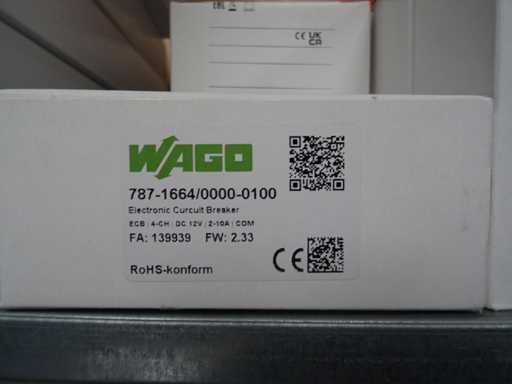 EAC
CE UK
CA
WAGO
787-1664/0000-0100
Electronic Curcuit Breaker
ECB | 4-CH | DC 12V | 2-10A | COM
FA: 139939 FW: 2.33
CE
RoHS-konform